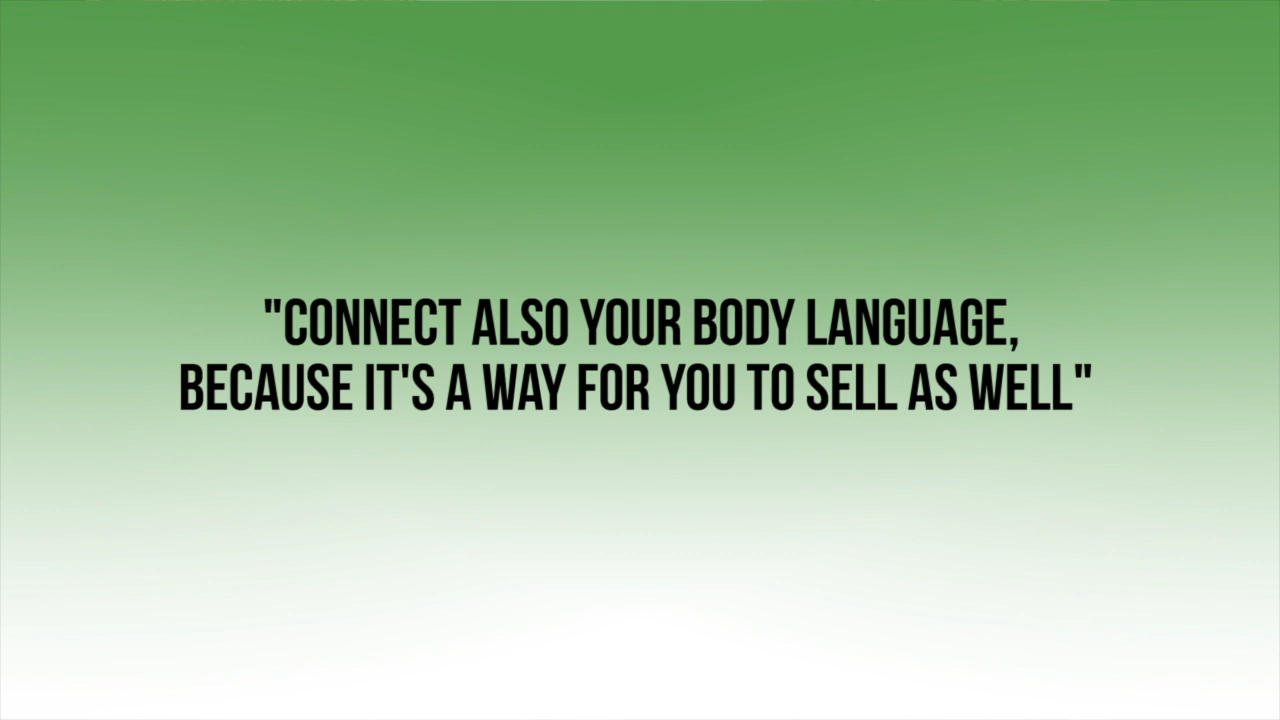 "CONNECT ALSO YOUR BODY LANGUAGE,
BECAUSE IT'S A WAY FOR YOU TO SELL AS WELL"